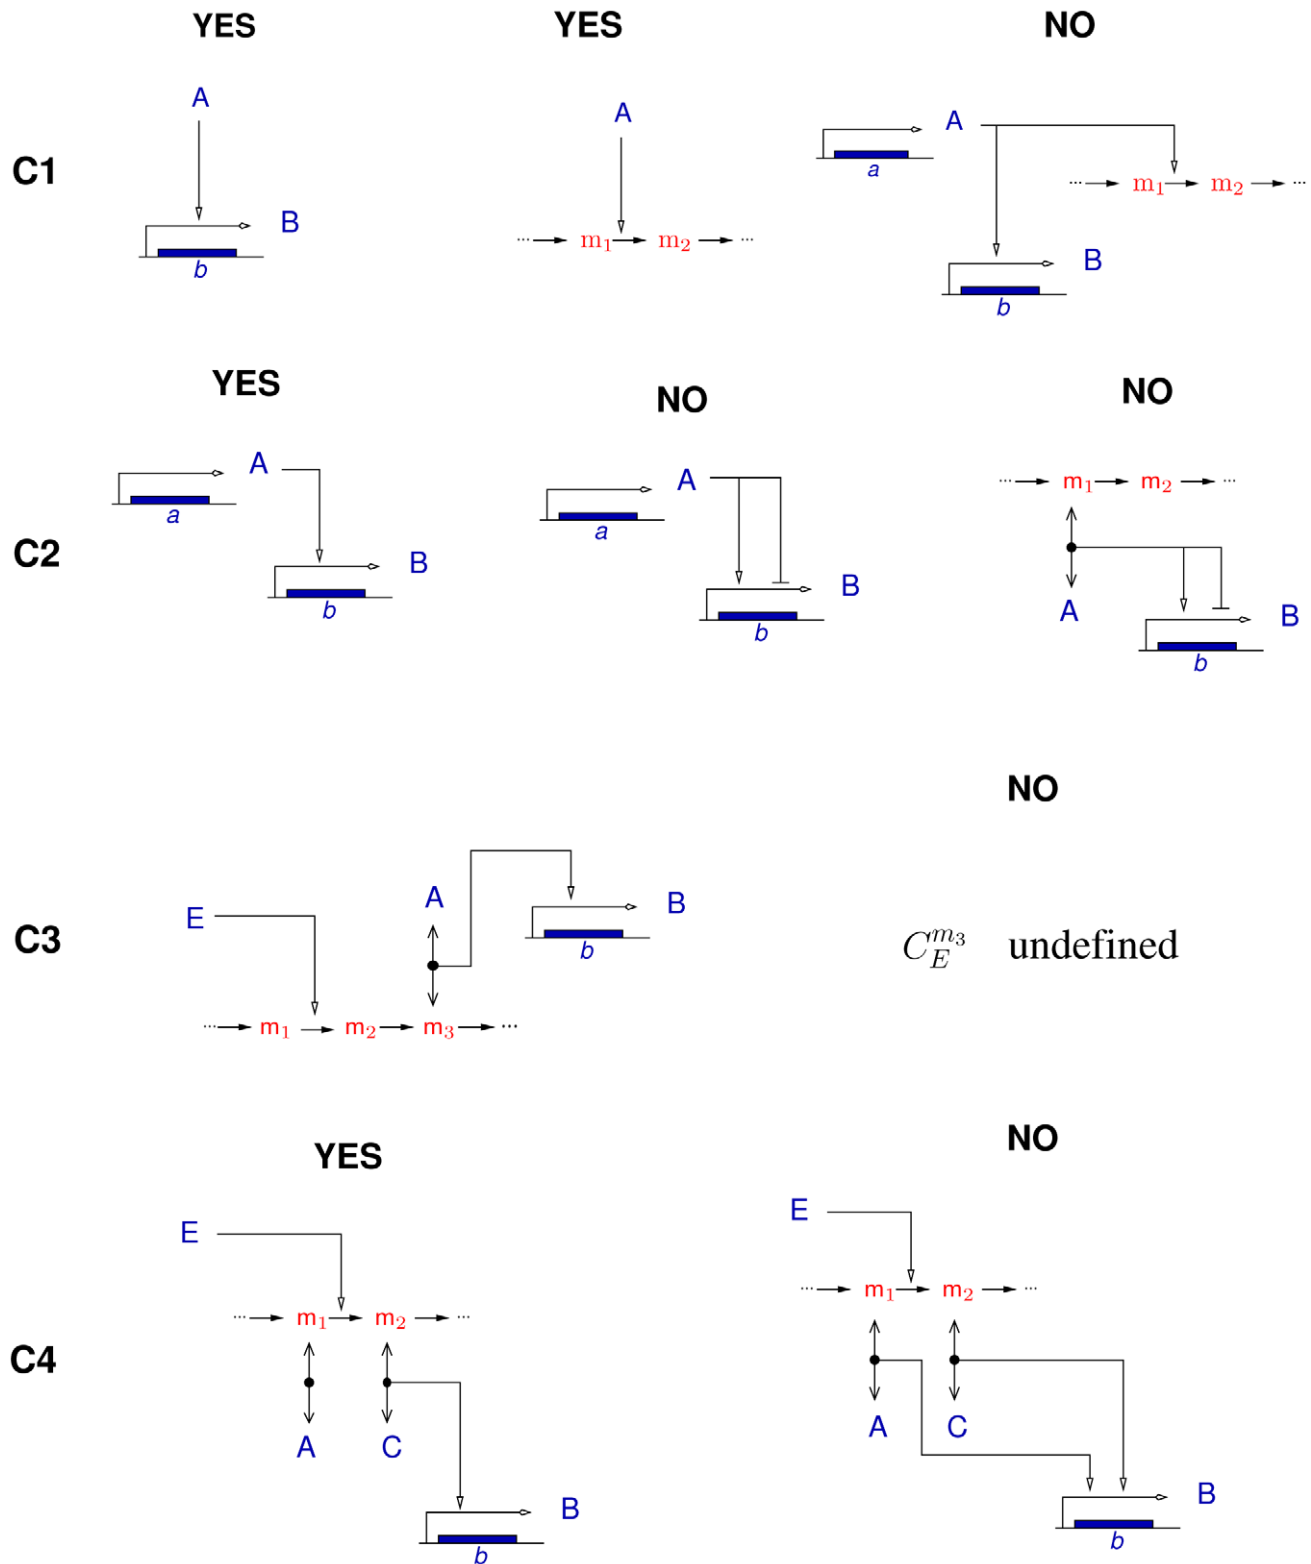 YES YES NO
C1
A
B
b
A
··· m₁ m₂ ···
a
A
··· m₁ m₂ ···
B
b
YES NO NO
C2
A
a
B
b
A
a
B
b
··· m₁ m₂ ···
A
B
b
NO
C3
E
A
B
b
··· m₁ m₂ m₃ ···
C_E^{m₃} undefined
YES NO
C4
E
··· m₁ m₂ ···
A C
B
b
E
··· m₁ m₂ ···
A C
B
b